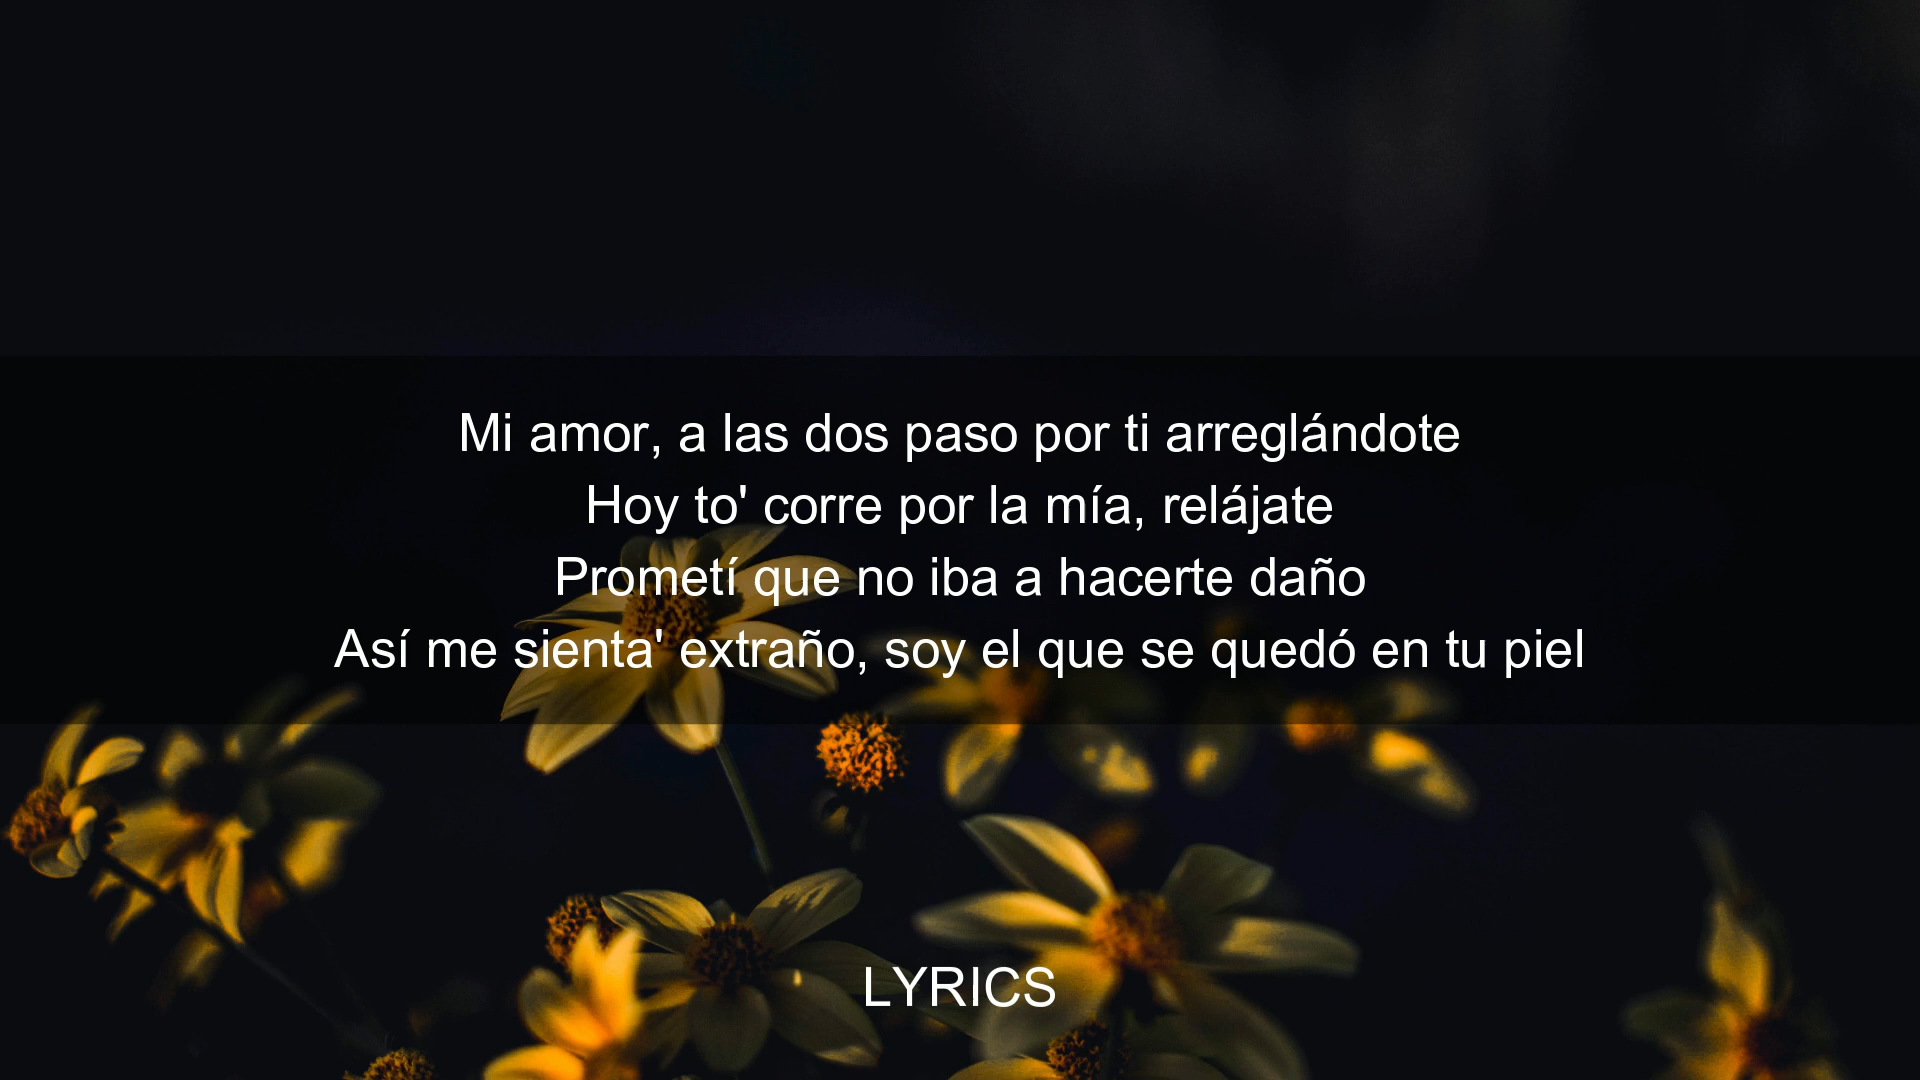 Mi amor, a las dos paso por ti arreglándote
Hoy to' corre por la mía, relájate
Prometí que no iba a hacerte daño
Así me sienta' extraño, soy el que se quedó en tu piel
LYRICS